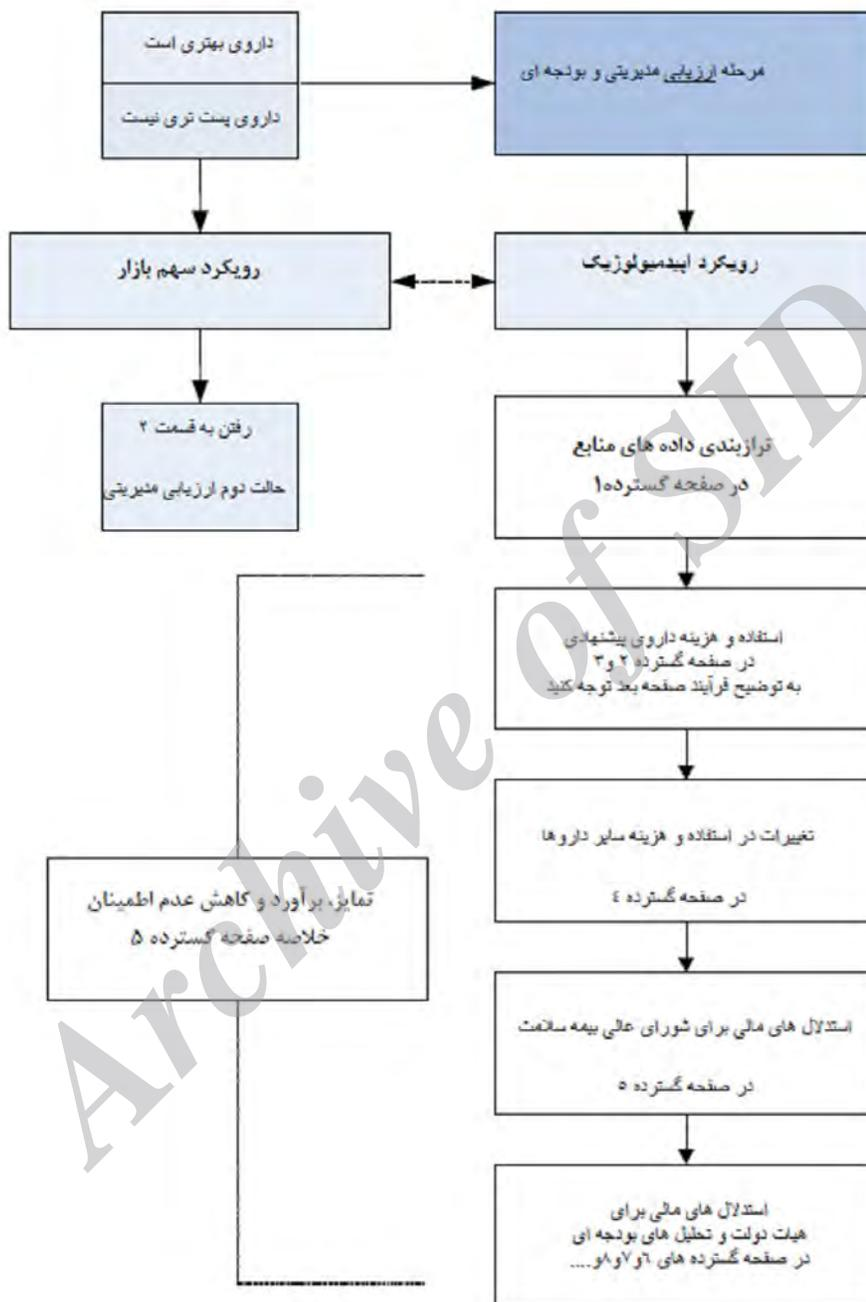 داروی بهتری است
داروی پست تری نیست
مرحله ارزیابی مدیریتی و بودجه ای
رویکرد سهم بازار
رویکرد اپیدمیولوژیک
رفتن به قسمت ۲
حالت دوم ارزیابی مدیریتی
ترازبندی داده های منابع
در صفحه گسترده۱
استفاده و هزینه داروی پیشنهادی
در صفحه گسترده ۲ و۳
به توضیح فرآیند صفحه بعد توجه کنید
تغییرات در استفاده و هزینه سایر داروها
در صفحه گسترده ٤
تمایز، برآورد و کاهش عدم اطمینان
خلاصه صفحه گسترده ۵
استدلال های مالی برای شورای عالی بیمه سلامت
در صفحه گسترده ٥
استدلال های مالی برای
هیات دولت و تحلیل های بودجه ای
در صفحه گسترده های ٦و٧و٨و....
Archive of SID